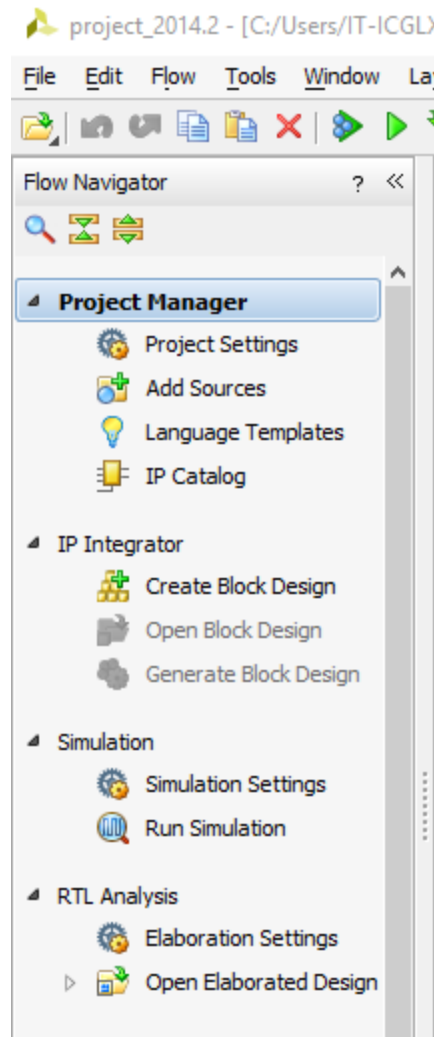 project_2014.2 - [C:/Users/IT-ICGLX
File Edit Flow Tools Window La
Flow Navigator ? «
Project Manager
Project Settings
Add Sources
Language Templates
IP Catalog
IP Integrator
Create Block Design
Open Block Design
Generate Block Design
Simulation
Simulation Settings
Run Simulation
RTL Analysis
Elaboration Settings
Open Elaborated Design